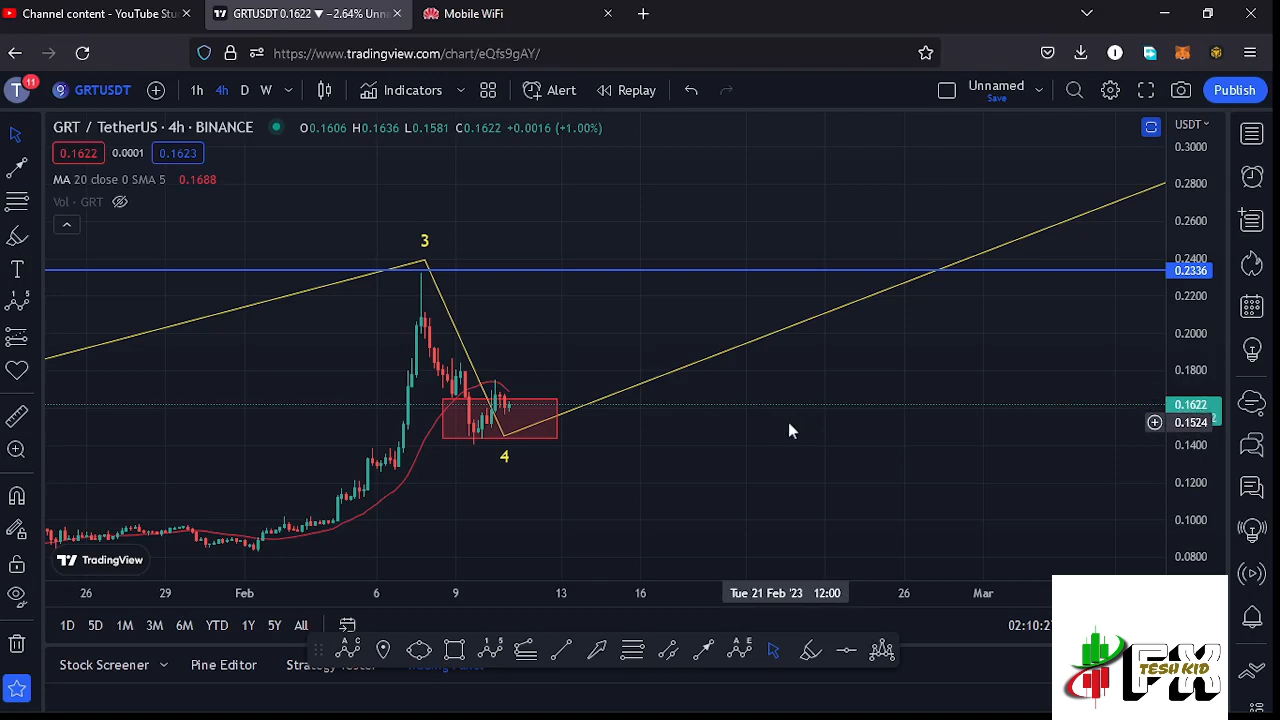 Channel content - YouTube Stu
GRTUSDT 0.1622 ▼ −2.64% Unna
Mobile WiFi
https://www.tradingview.com/chart/eQfs9gAY/
T
11
GRTUSDT
1h
4h
D
W
Indicators
Alert
Replay
Unnamed
Save
Publish
GRT / TetherUS · 4h · BINANCE
O0.1606 H0.1636 L0.1581 C0.1622 +0.0016 (+1.00%)
USDT
0.1622
0.0001
0.1623
MA 20 close 0 SMA 5 0.1688
Vol · GRT
0.3000
0.2800
0.2600
0.2400
0.2336
0.2200
0.2000
0.1800
0.1622
0.1524
0.1400
0.1200
0.1000
0.0800
3
4
TradingView
26
29
Feb
6
9
13
16
Tue 21 Feb '23 12:00
26
Mar
1D
5D
1M
3M
6M
YTD
1Y
5Y
All
02:10:27
Stock Screener
Pine Editor
Strategy Tester
Trading Panel
FX
TESH KID